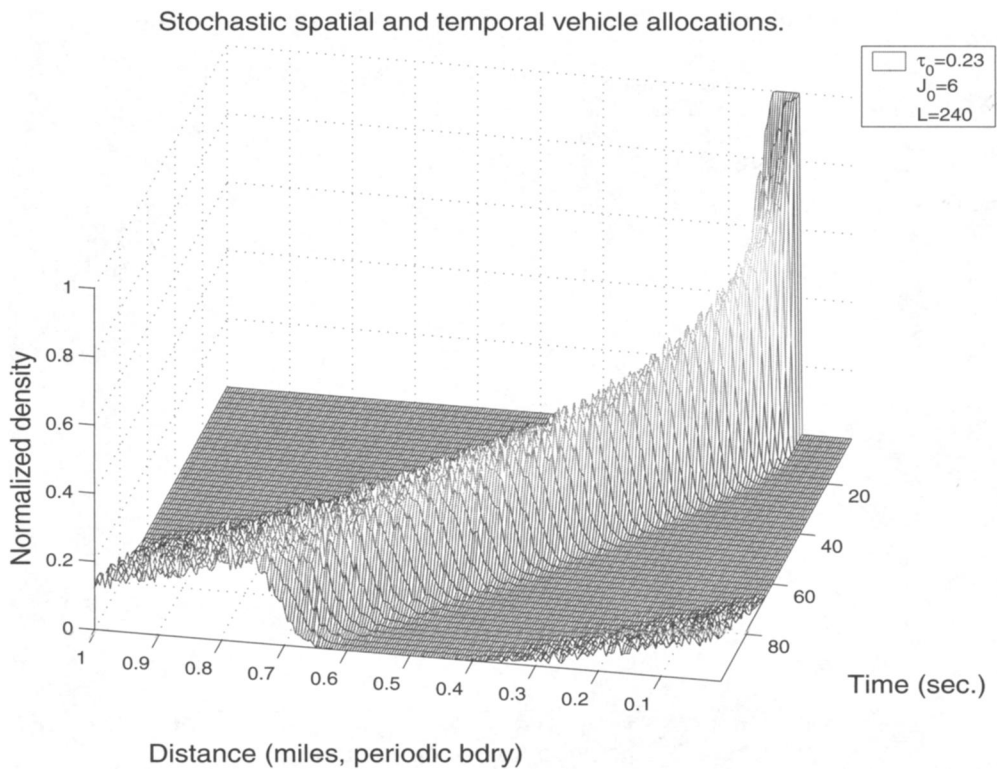 Stochastic spatial and temporal vehicle allocations.
τ0=0.23
J0=6
L=240
1
0.8
0.6
0.4
0.2
0
Normalized density
1
0.9
0.8
0.7
0.6
0.5
0.4
0.3
0.2
0.1
20
40
60
80
Time (sec.)
Distance (miles, periodic bdry)